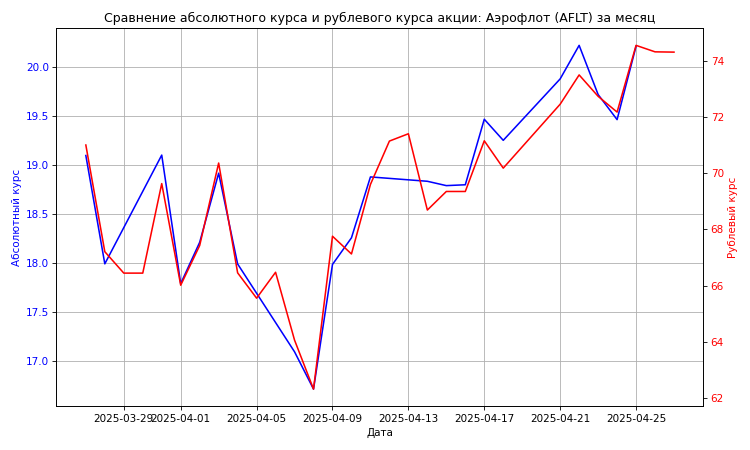 Сравнение абсолютного курса и рублевого курса акции: Аэрофлот (AFLT) за месяц
20.0
19.5
19.0
18.5
18.0
17.5
17.0
Абсолютный курс
74
72
70
68
66
64
62
Рублевый курс
2025-03-29 2025-04-01 2025-04-05 2025-04-09 2025-04-13 2025-04-17 2025-04-21 2025-04-25
Дата